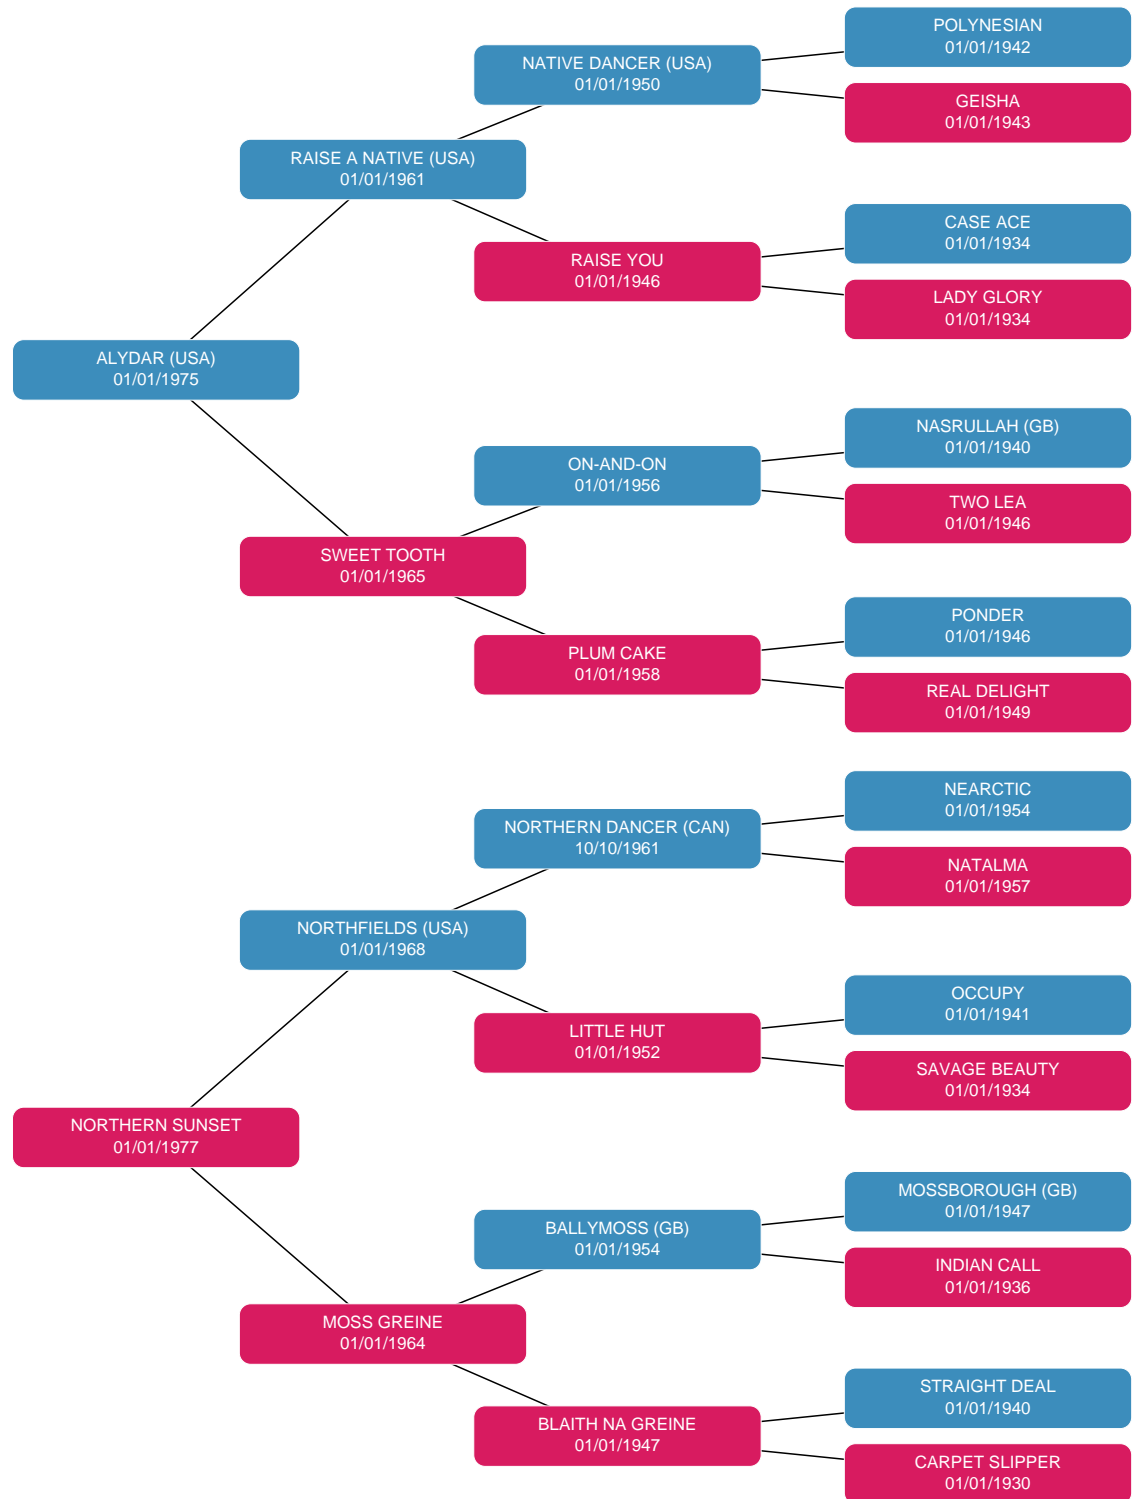 POLYNESIAN
01/01/1942
NATIVE DANCER (USA)
01/01/1950
GEISHA
01/01/1943
RAISE A NATIVE (USA)
01/01/1961
CASE ACE
01/01/1934
RAISE YOU
01/01/1946
LADY GLORY
01/01/1934
ALYDAR (USA)
01/01/1975
NASRULLAH (GB)
01/01/1940
ON-AND-ON
01/01/1956
TWO LEA
01/01/1946
SWEET TOOTH
01/01/1965
PONDER
01/01/1946
PLUM CAKE
01/01/1958
REAL DELIGHT
01/01/1949
NEARCTIC
01/01/1954
NORTHERN DANCER (CAN)
10/10/1961
NATALMA
01/01/1957
NORTHFIELDS (USA)
01/01/1968
OCCUPY
01/01/1941
LITTLE HUT
01/01/1952
SAVAGE BEAUTY
01/01/1934
NORTHERN SUNSET
01/01/1977
MOSSBOROUGH (GB)
01/01/1947
BALLYMOSS (GB)
01/01/1954
INDIAN CALL
01/01/1936
MOSS GREINE
01/01/1964
STRAIGHT DEAL
01/01/1940
BLAITH NA GREINE
01/01/1947
CARPET SLIPPER
01/01/1930